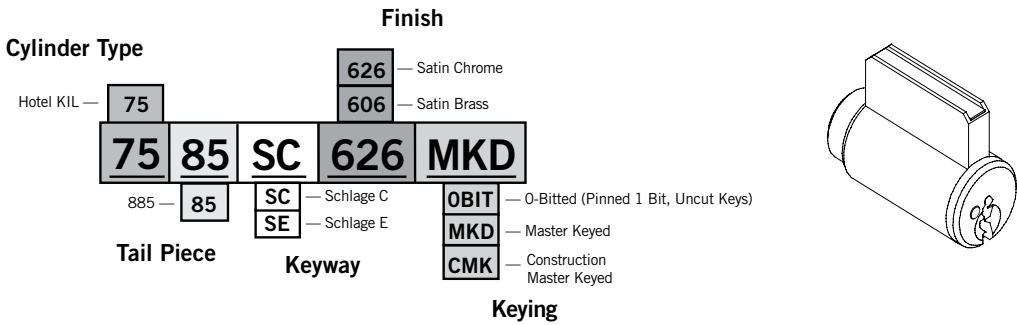 Finish
Cylinder Type
626 — Satin Chrome
Hotel KIL — 75
606 — Satin Brass
75 85 SC 626 MKD
885 — 85
SC — Schlage C
SE — Schlage E
0BIT — 0-Bitted (Pinned 1 Bit, Uncut Keys)
MKD — Master Keyed
CMK — Construction
Master Keyed
Tail Piece
Keyway
Keying